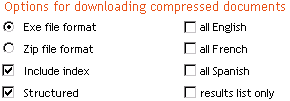 Options for downloading compressed documents
Exe file format all English
Zip file format all French
Include index all Spanish
Structured results list only